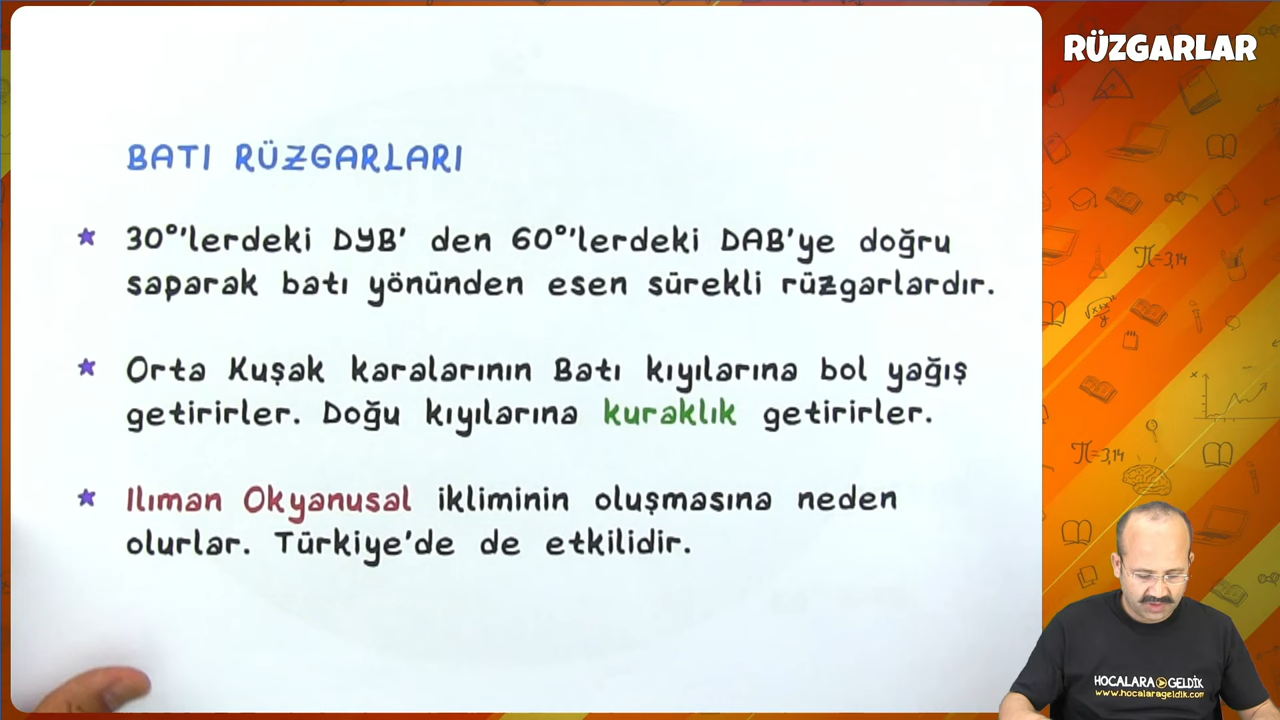 RÜZGARLAR
BATI RÜZGARLARI
30°'lerdeki DYB' den 60°'lerdeki DAB'ye doğru
saparak batı yönünden esen sürekli rüzgarlardır.
Orta Kuşak karalarının Batı kıyılarına bol yağış
getirirler. Doğu kıyılarına kuraklık getirirler.
Ilıman Okyanusal ikliminin oluşmasına neden
olurlar. Türkiye'de de etkilidir.
π=3,14
π=3,14
HOCALARA GELDİK
www.hocalarageldik.com